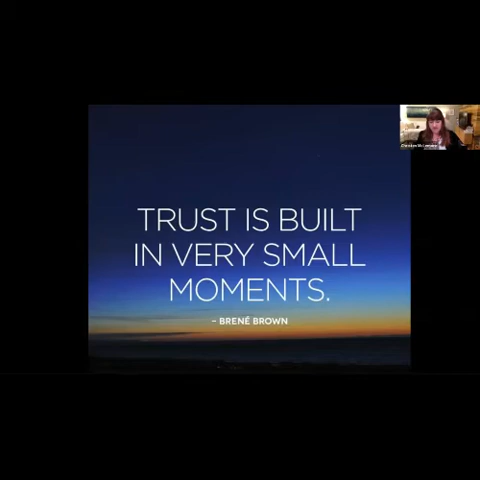 TRUST IS BUILT
IN VERY SMALL
MOMENTS.
– BRENÉ BROWN